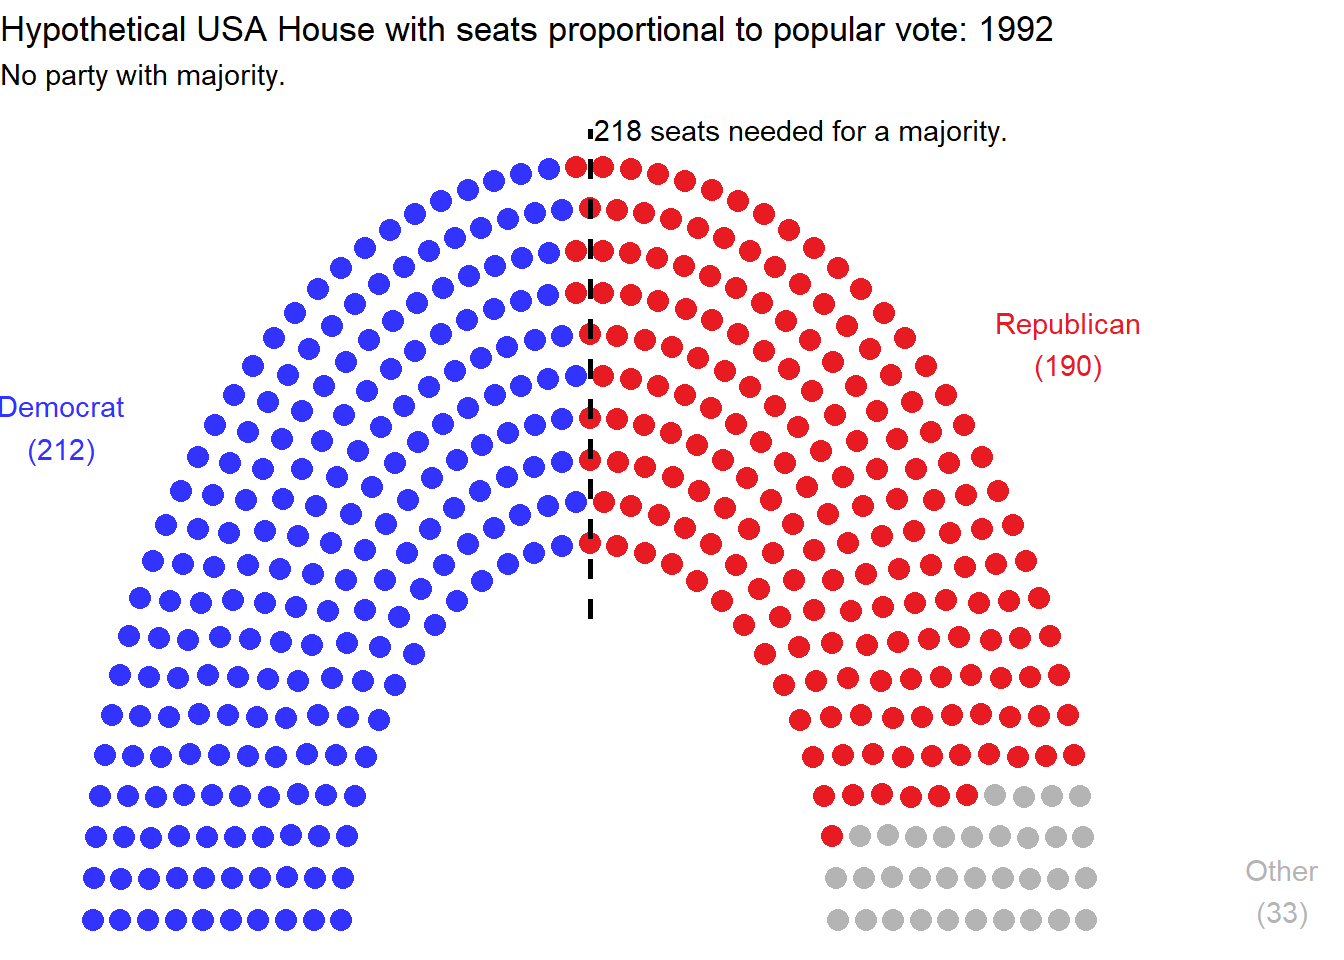 Hypothetical USA House with seats proportional to popular vote: 1992
No party with majority.
218 seats needed for a majority.
Republican
(190)
Democrat
(212)
Other
(33)